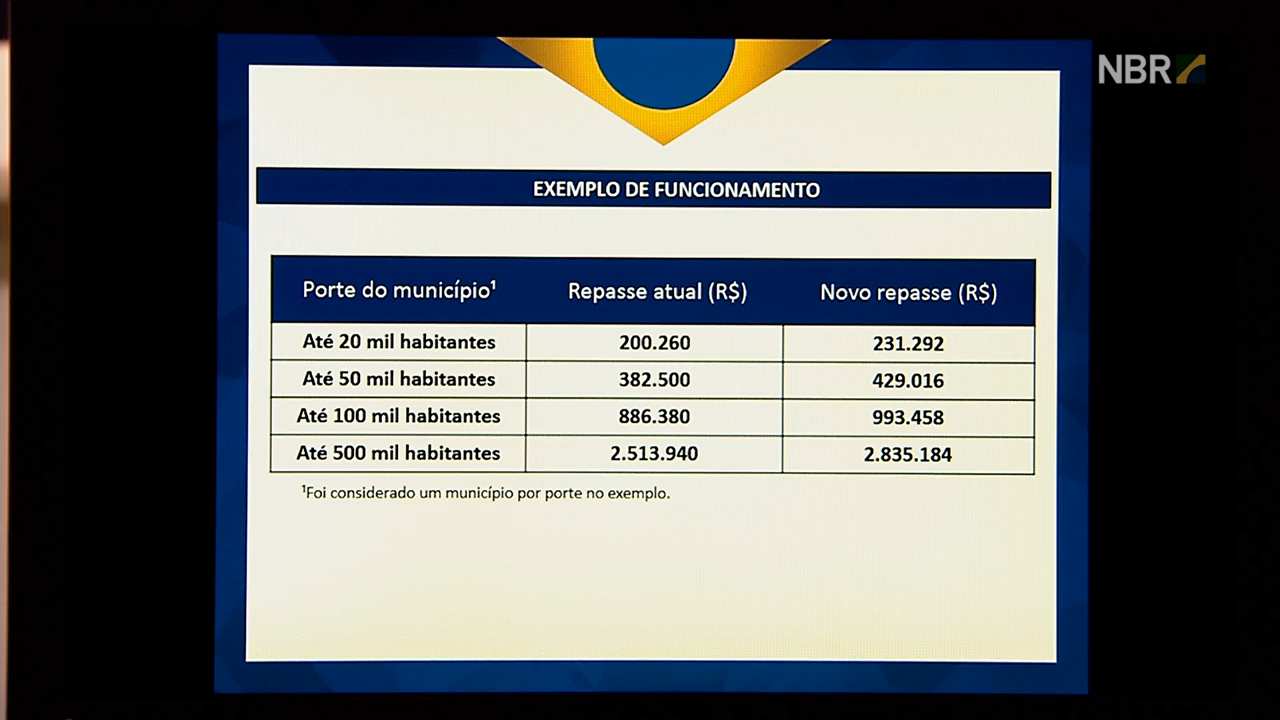 NBR
EXEMPLO DE FUNCIONAMENTO
Porte do município¹ Repasse atual (R$) Novo repasse (R$)
Até 20 mil habitantes 200.260 231.292
Até 50 mil habitantes 382.500 429.016
Até 100 mil habitantes 886.380 993.458
Até 500 mil habitantes 2.513.940 2.835.184
¹Foi considerado um município por porte no exemplo.